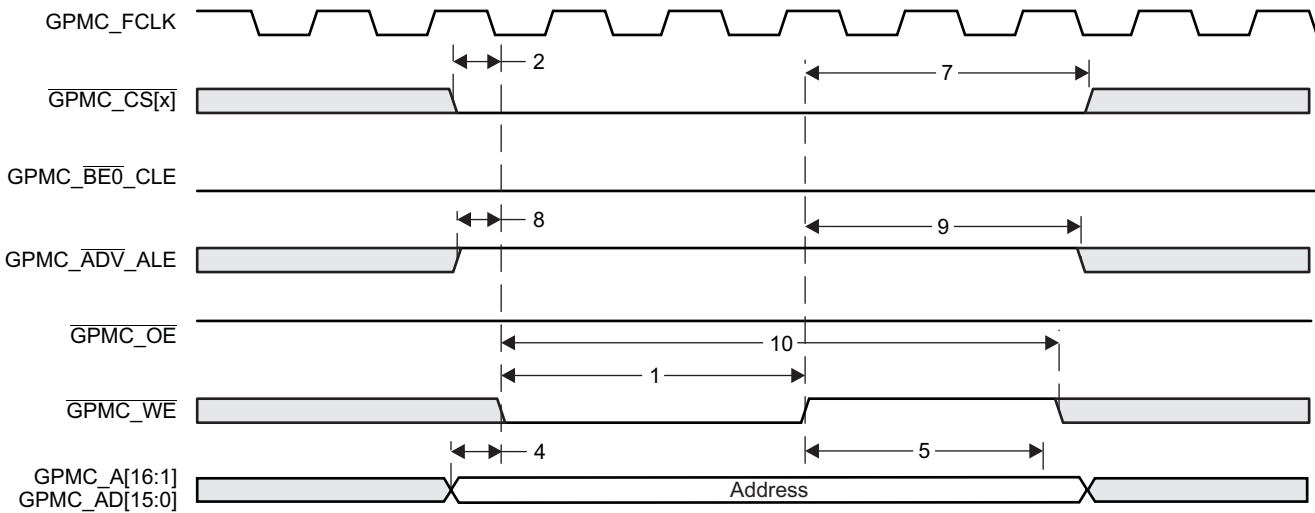 GPMC_FCLK
2
7
GPMC_CS[x]
GPMC_BE0_CLE
8
9
GPMC_ADV_ALE
GPMC_OE
10
1
GPMC_WE
4
5
GPMC_A[16:1]
GPMC_AD[15:0]
Address